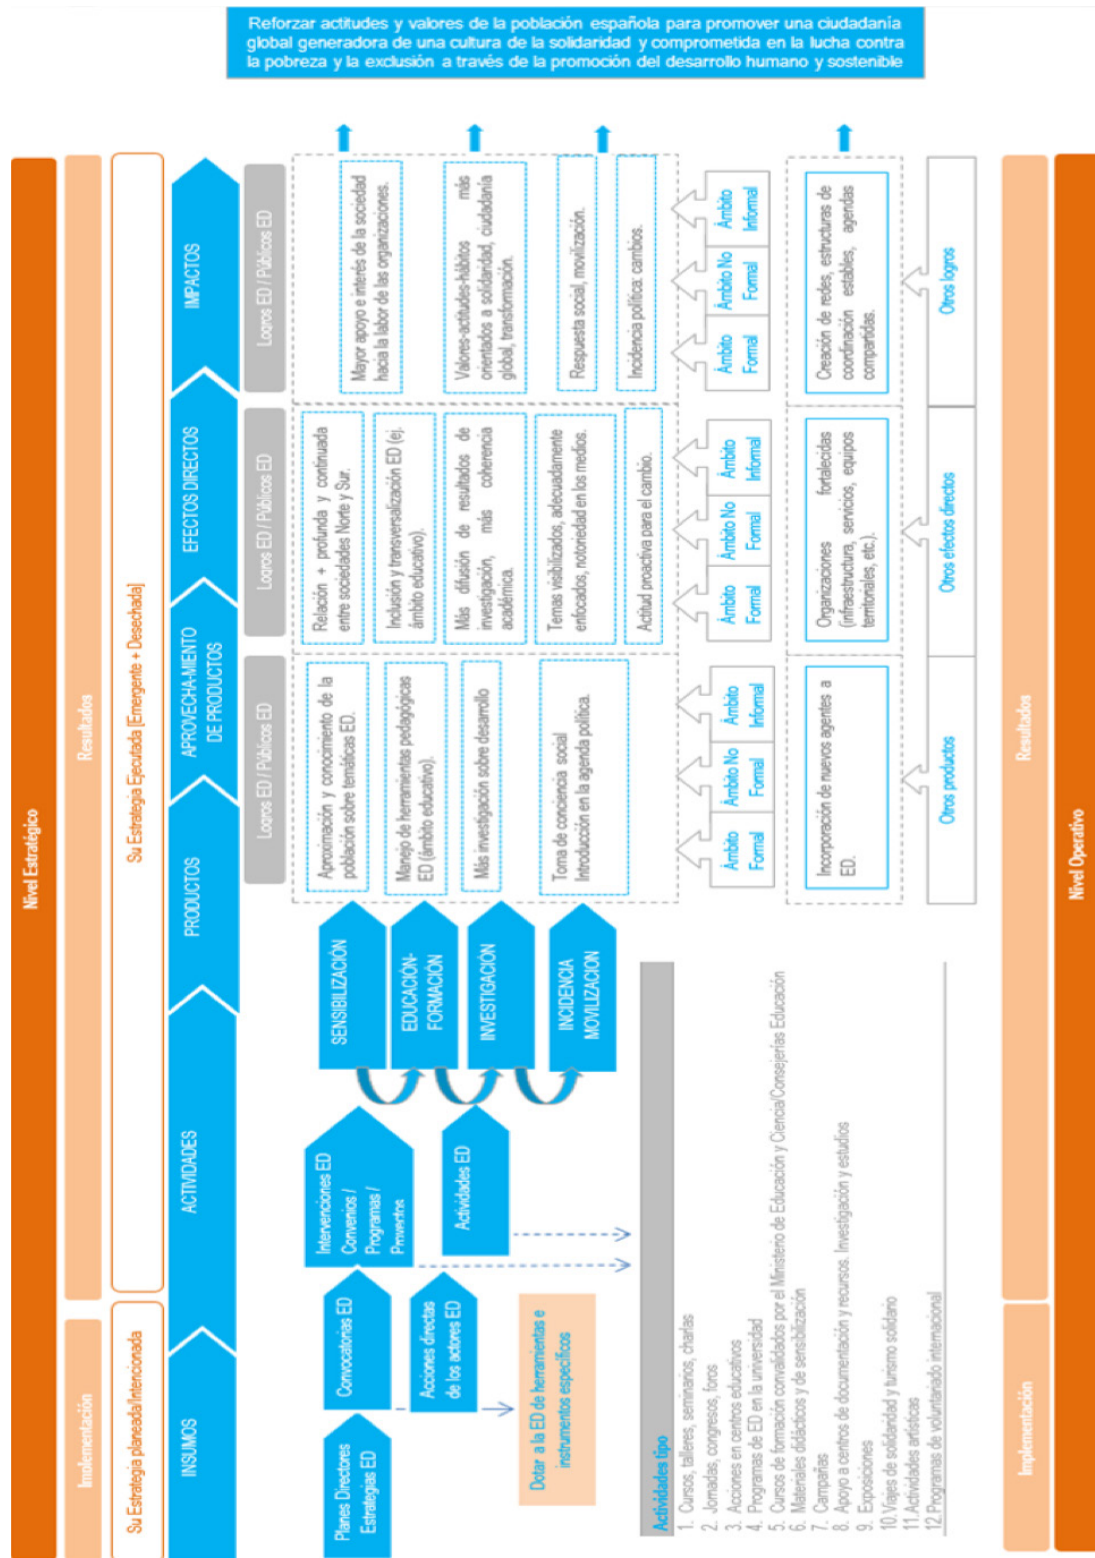 Reforzar actitudes y valores de la población española para promover una ciudadanía
global generadora de una cultura de la solidaridad y comprometida en la lucha contra
la pobreza y la exclusión a través de la promoción del desarrollo humano y sostenible
Nivel Estratégico
Implementación
Resultados
Su Estrategia planeada/Intencionada
Su Estrategia Ejecutada [Emergente + Desechada]
INSUMOS
ACTIVIDADES
PRODUCTOS
APROVECHA-MIENTO
DE PRODUCTOS
EFECTOS DIRECTOS
IMPACTOS
Logros ED / Públicos ED
Logros ED / Públicos ED
Logros ED / Públicos ED
Planes Directores
Estrategias ED
Convocatorias ED
Acciones directas
de los actores ED
Intervenciones ED
Convenios /
Programas /
Proyectos
Actividades ED
Dotar a la ED de herramientas e
instrumentos específicos
SENSIBILIZACIÓN
EDUCACIÓN-
FORMACIÓN
INVESTIGACIÓN
INCIDENCIA
MOVILIZACION
Aproximación y conocimiento de la
población sobre temáticas ED.
Manejo de herramientas pedagógicas
ED (ámbito educativo).
Más investigación sobre desarrollo
Toma de conciencia social
Introducción en la agenda política.
Relación + profunda y continuada
entre sociedades Norte y Sur.
Inclusión y transversalización ED (ej.
ámbito educativo).
Más difusión de resultados de
investigación, más coherencia
académica.
Temas visibilizados, adecuadamente
enfocados, notoriedad en los medios.
Actitud proactiva para el cambio.
Mayor apoyo e interés de la sociedad
hacia la labor de las organizaciones.
Valores-actitudes-hábitos más
orientados a solidaridad, ciudadanía
global, transformación.
Respuesta social, movilización.
Incidencia política: cambios.
Ámbito
Formal
Ámbito No
Formal
Ámbito
Informal
Ámbito
Formal
Ámbito No
Formal
Ámbito
Informal
Ámbito
Formal
Ámbito No
Formal
Ámbito
Informal
Incorporación de nuevos agentes a
ED.
Organizaciones fortalecidas
(infraestructura, servicios, equipos
territoriales, etc.).
Creación de redes, estructuras de
coordinación estables, agendas
compartidas.
Otros productos
Otros efectos directos
Otros logros
Actividades tipo
1. Cursos, talleres, seminarios, charlas
2. Jornadas, congresos, foros
3. Acciones en centros educativos
4. Programas de ED en la universidad
5. Cursos de formación convalidados por el Ministerio de Educación y Ciencia/Consejerías Educación
6. Materiales didácticos y de sensibilización
7. Campañas
8. Apoyo a centros de documentación y recursos. Investigación y estudios
9. Exposiciones
10. Viajes de solidaridad y turismo solidario
11. Actividades artísticas
12. Programas de voluntariado internacional
Implementación
Resultados
Nivel Operativo